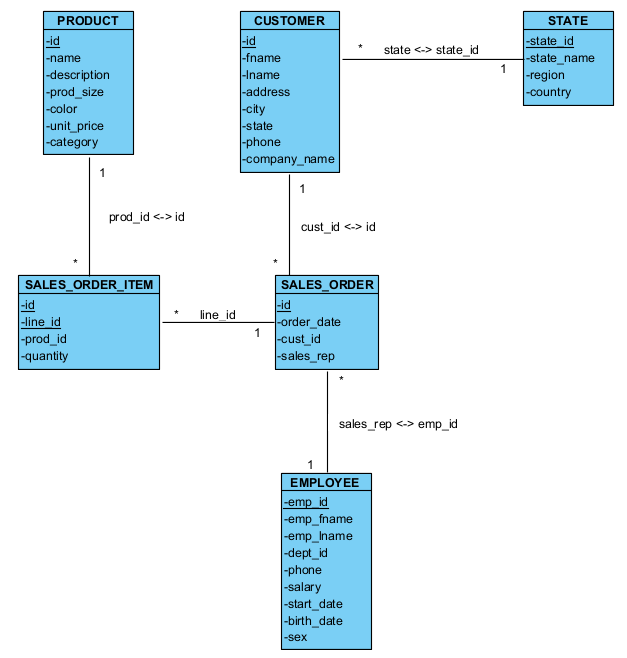 PRODUCT
-id
-name
-description
-prod_size
-color
-unit_price
-category
CUSTOMER
-id
-fname
-lname
-address
-city
-state
-phone
-company_name
* state <-> state_id 1
STATE
-state_id
-state_name
-region
-country
1
prod_id <-> id
*
1
cust_id <-> id
*
SALES_ORDER_ITEM
-id
-line_id
-prod_id
-quantity
* line_id 1
SALES_ORDER
-id
-order_date
-cust_id
-sales_rep
*
sales_rep <-> emp_id
1
EMPLOYEE
-emp_id
-emp_fname
-emp_lname
-dept_id
-phone
-salary
-start_date
-birth_date
-sex